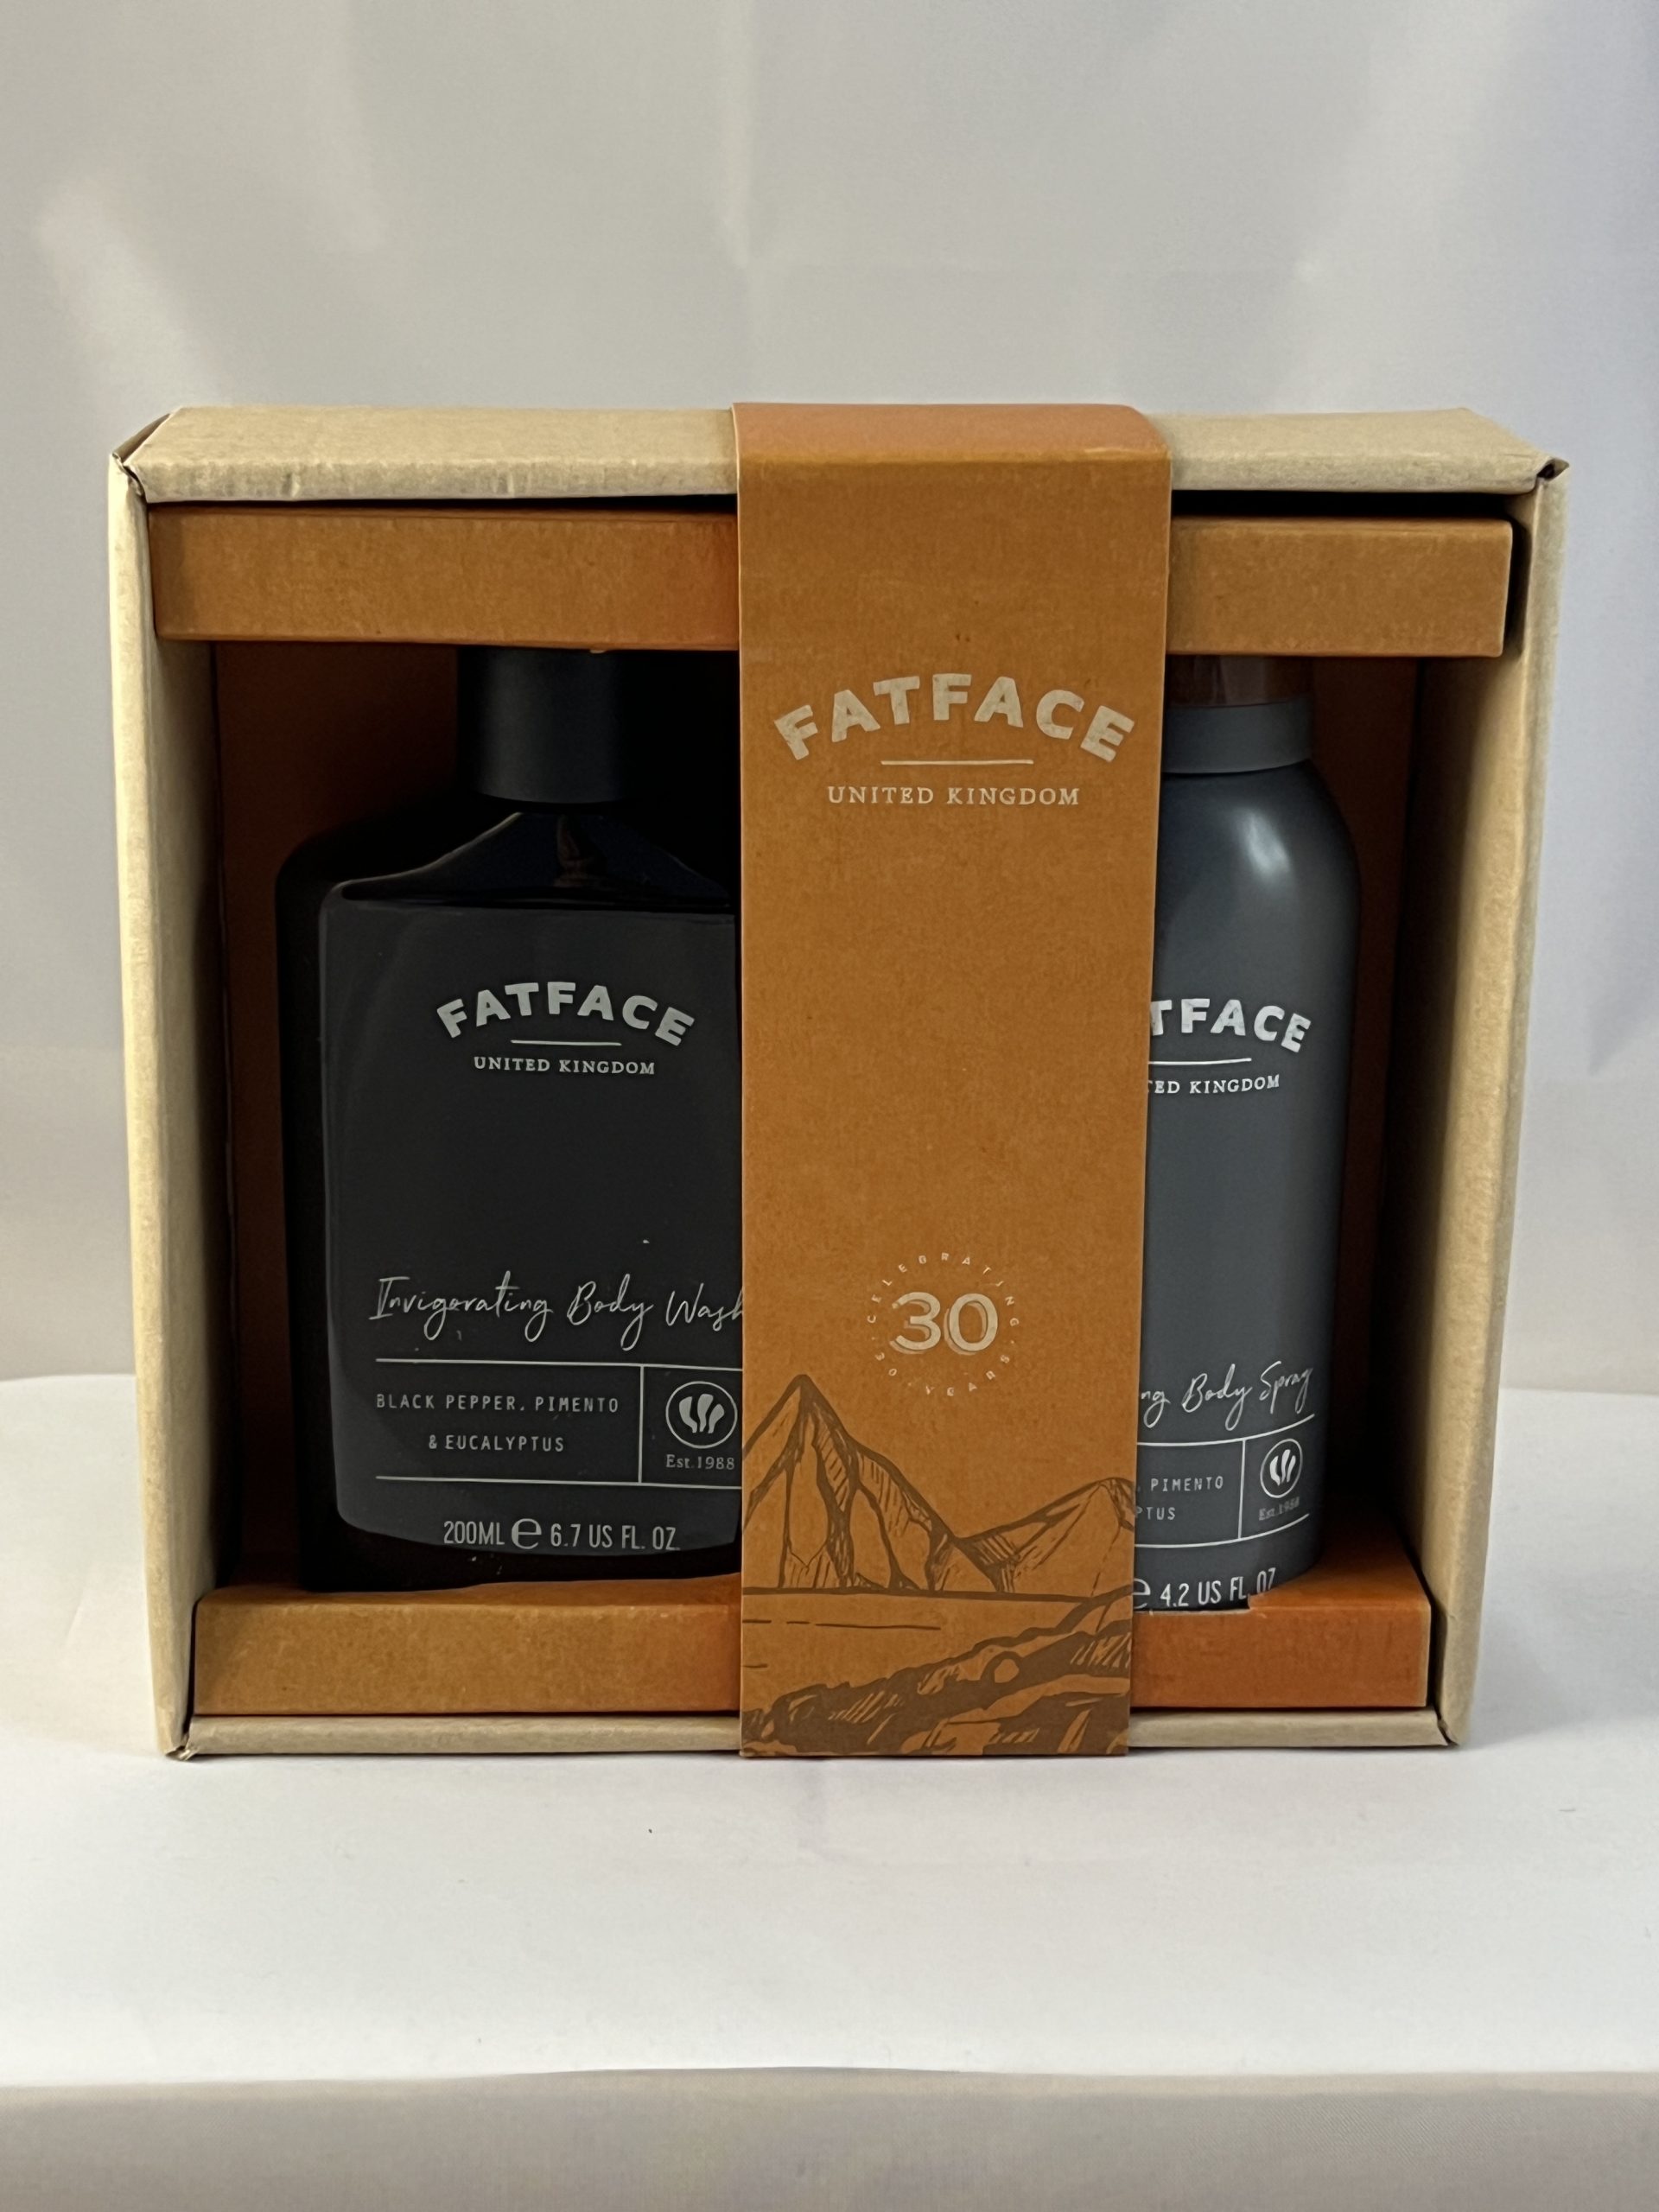 FATFACE
UNITED KINGDOM
Invigorating Body Wash
BLACK PEPPER, PIMENTO
& EUCALYPTUS
Est.1988
200ML e 6.7 US FL. OZ.
FATFACE
UNITED KINGDOM
CELEBRATING
30
30 YEARS
TFACE
TED KINGDOM
ng Body Spray
, PIMENTO
PTUS
Est.1988
e 4.2 US FL. OZ